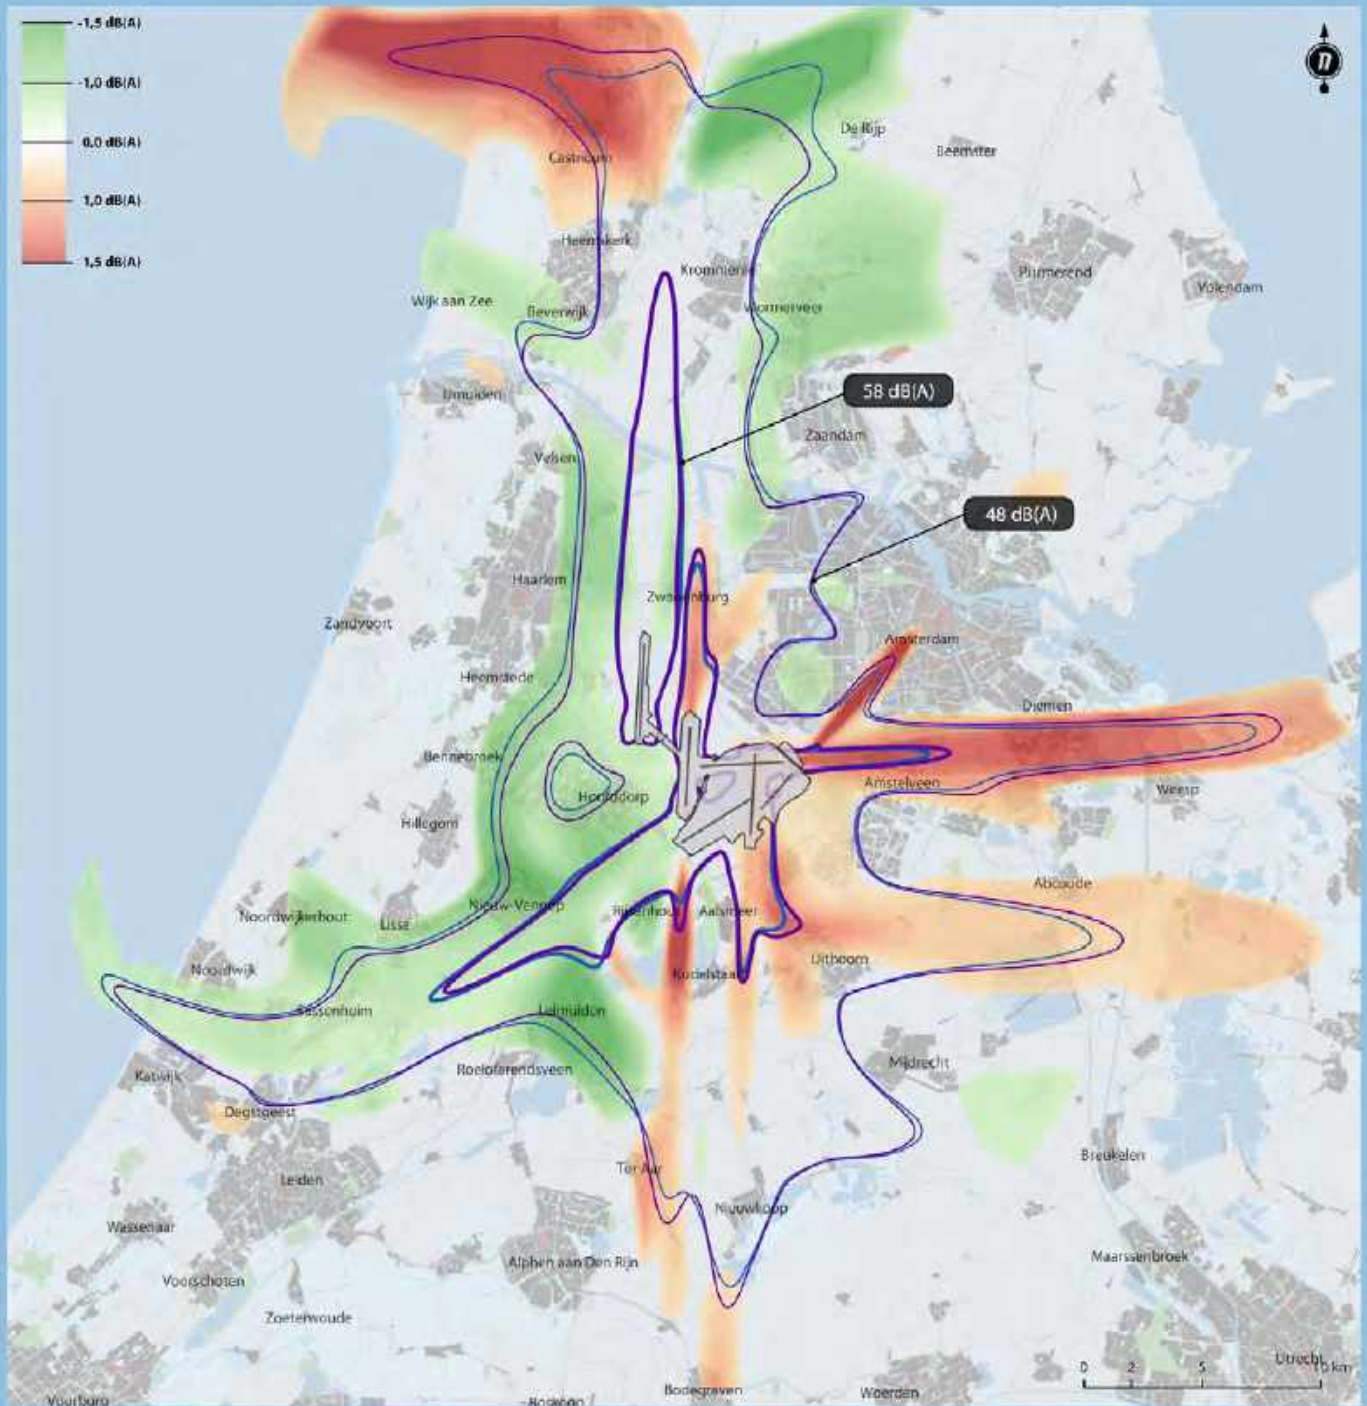 -1,5 dB(A)
-1,0 dB(A)
0,0 dB(A)
1,0 dB(A)
1,5 dB(A)
n
De Rijp
Beemster
Castricum
Heemskerk
Krommenie
Purmerend
Volendam
Wijk aan Zee
Beverwijk
Wormerveer
58 dB(A)
IJmuiden
Zaandam
Velsen
48 dB(A)
Haarlem
Zwanenburg
Zandvoort
Amsterdam
Heemstede
Diemen
Bennebroek
Amstelveen
Weesp
Hoofddorp
Hillegom
Abcoude
Nieuw-Vennep
Rijsenhout
Aalsmeer
Noordwijkerhout
Lisse
Uithoorn
Noordwijk
Kudelstaart
Sassenheim
Leimuiden
Roelofarendsveen
Mijdrecht
Katwijk
Oegstgeest
Breukelen
Ter Aar
Leiden
Nieuwkoop
Wassenaar
Maarssenbroek
Alphen aan Den Rijn
Voorschoten
Zoeterwoude
Utrecht
0 2 5 10 km
Bodegraven
Woerden
Voorburg
Boskoop